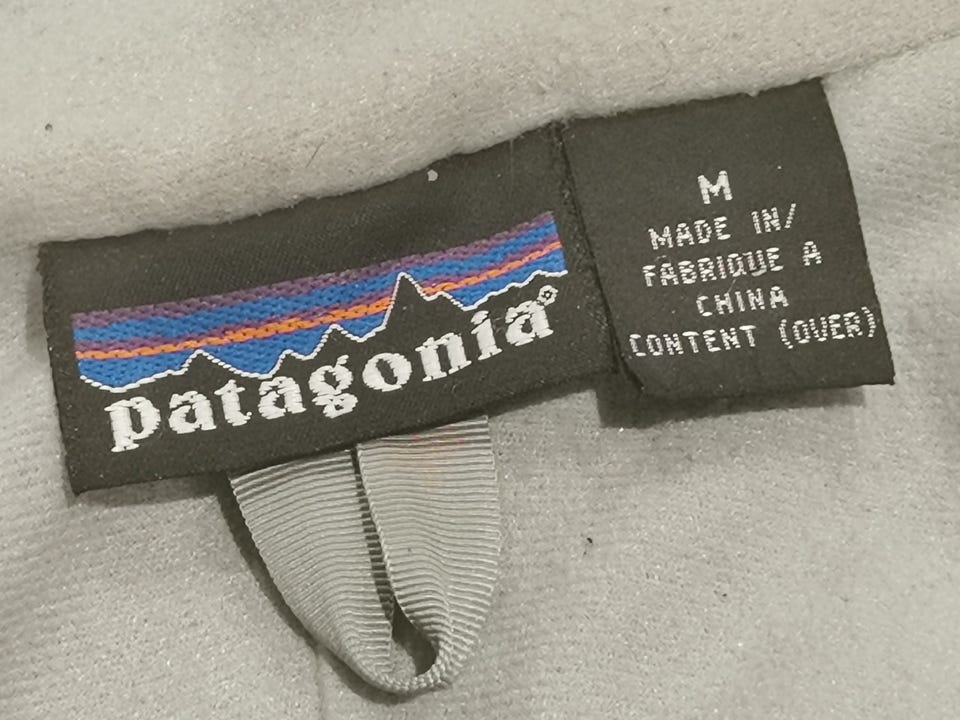 patagonia®
M
MADE IN/
FABRIQUE A
CHINA
CONTENT (OVER)